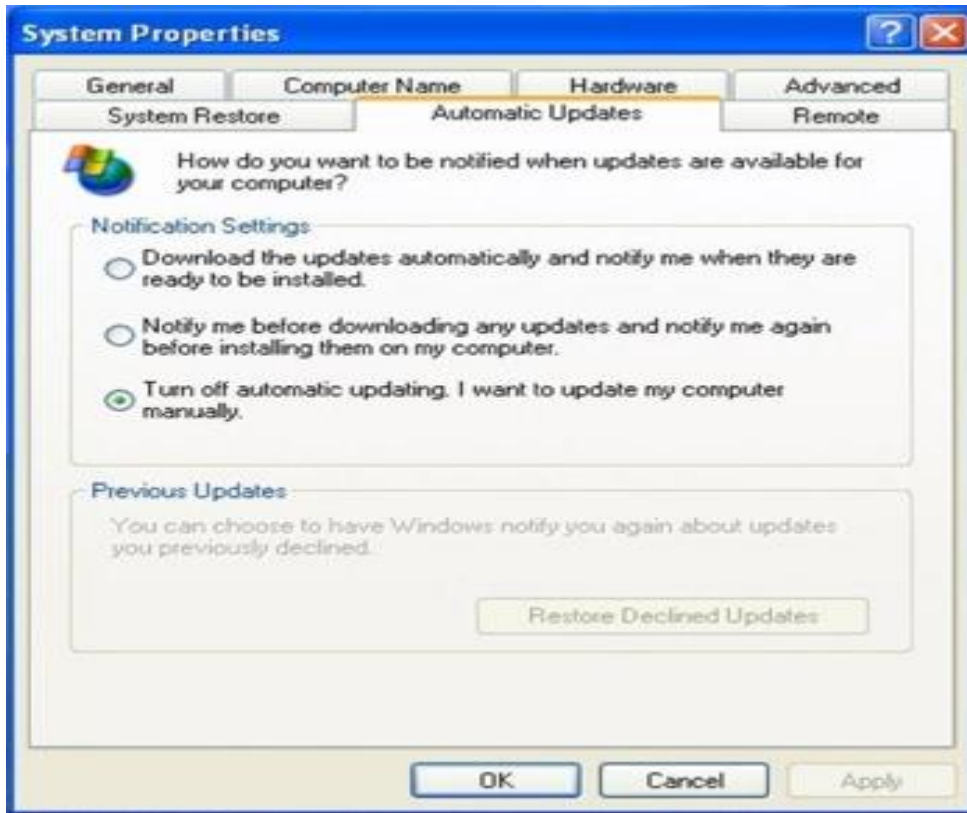 System Properties
General
Computer Name
Hardware
Advanced
System Restore
Automatic Updates
Remote
How do you want to be notified when updates are available for
your computer?
Notification Settings
Download the updates automatically and notify me when they are
ready to be installed.
Notify me before downloading any updates and notify me again
before installing them on my computer.
Turn off automatic updating. I want to update my computer
manually.
Previous Updates
You can choose to have Windows notify you again about updates
you previously declined.
Restore Declined Updates
OK
Cancel
Apply